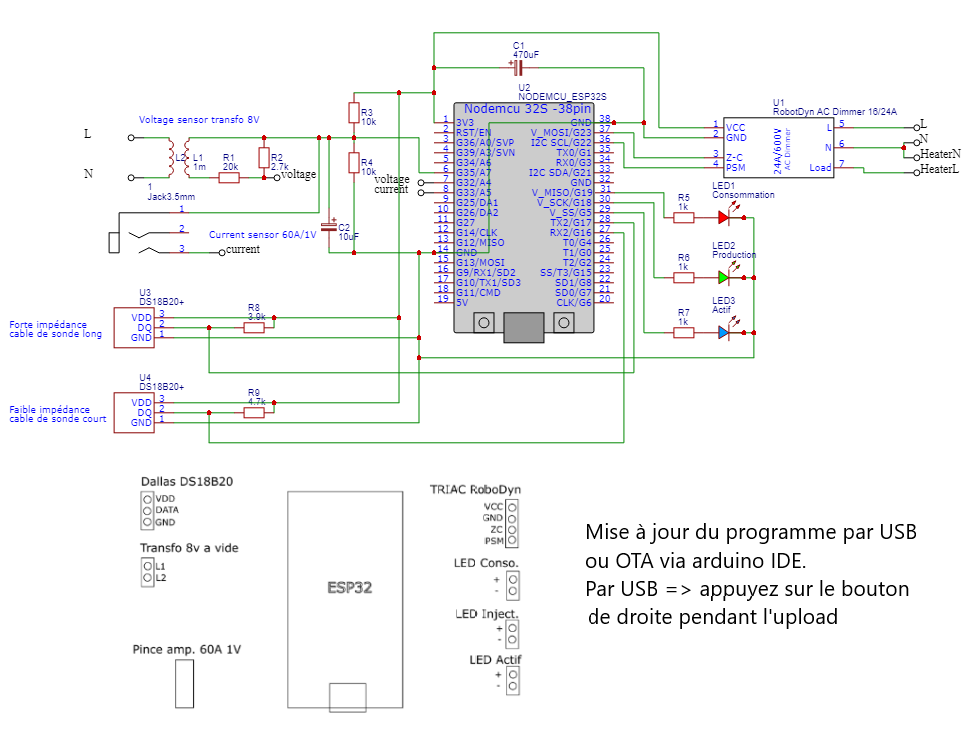 C1
470uF
U2
NODEMCU_ESP32S
Nodemcu 32S -38pin
U1
RobotDyn AC Dimmer 16/24A
L
Voltage sensor transfo 8V
R3
10k
L2
L1
1m
R1
20k
R2
2.7k
voltage
R4
10k
N
1
Jack3.5mm
1
2
3
Current sensor 60A/1V
current
C2
10uF
voltage
current
1 3V3
2 RST/EN
3 G36/A0/SVP
4 G39/A3/SVN
5 G34/A6
6 G35/A7
7 G32/A4
8 G33/A5
9 G25/DA1
10 G26/DA2
11 G27
12 G14/CLK
13 G12/MISO
14 GND
15 G13/MOSI
16 G9/RX1/SD2
17 G10/TX1/SD3
18 G11/CMD
19 5V
GND 38
V_MOSI/G23 37
I2C SCL/G22 36
TX0/G1 35
RX0/G3 34
I2C SDA/G21 33
GND 32
V_MISO/G19 31
V_SCK/G18 30
V_SS/G5 29
TX2/G17 28
RX2/G16 27
T0/G4 26
T1/G0 25
T2/G2 24
SS/T3/G15 23
SD1/G8 22
SD0/G7 21
CLK/G6 20
1 VCC
2 GND
3 Z-C
4 PSM
24A/600V
AC Dimmer
L 5
N 6
Load 7
L
N
HeaterN
HeaterL
LED1
Consommation
R5
1k
LED2
Production
R6
1k
LED3
Actif
R7
1k
U3
DS18B20+
VDD 3
DQ 2
GND 1
R8
3.9k
Forte impédance
cable de sonde long
U4
DS18B20+
VDD 3
DQ 2
GND 1
R9
4.7k
Faible impédance
cable de sonde court
Dallas DS18B20
VDD
DATA
GND
Transfo 8v a vide
L1
L2
Pince amp. 60A 1V
ESP32
TRIAC RoboDyn
VCC
GND
ZC
PSM
LED Conso.
+
-
LED Inject.
+
-
LED Actif
+
-
Mise à jour du programme par USB
ou OTA via arduino IDE.
Par USB => appuyez sur le bouton
de droite pendant l'upload